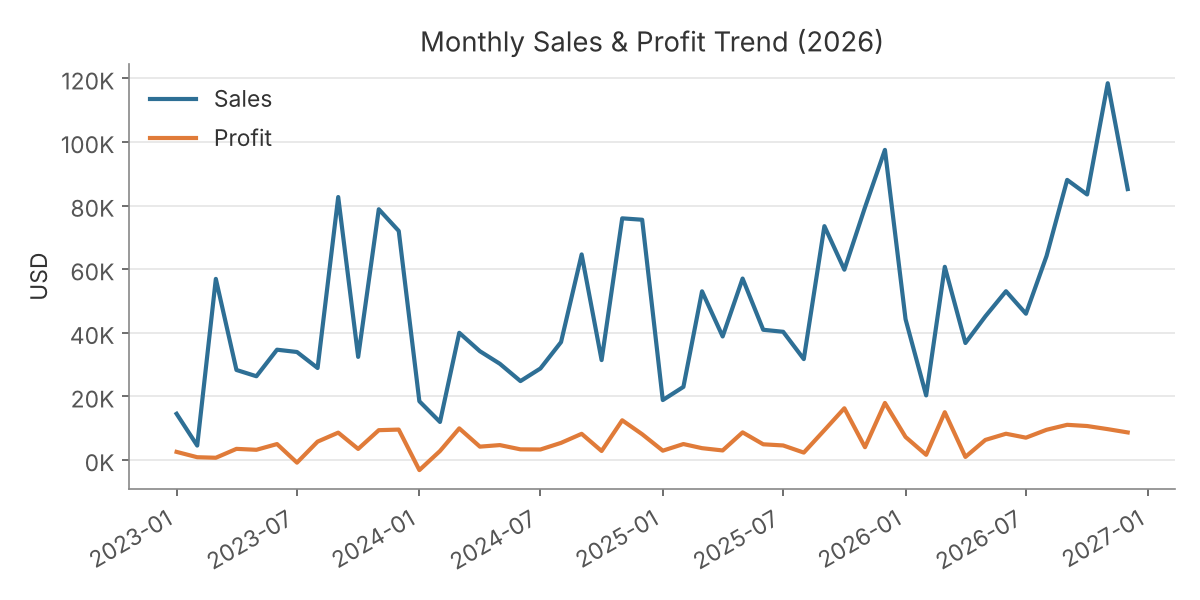 Monthly Sales & Profit Trend (2026)
Sales
Profit
USD
120K
100K
80K
60K
40K
20K
0K
2023-01
2023-07
2024-01
2024-07
2025-01
2025-07
2026-01
2026-07
2027-01